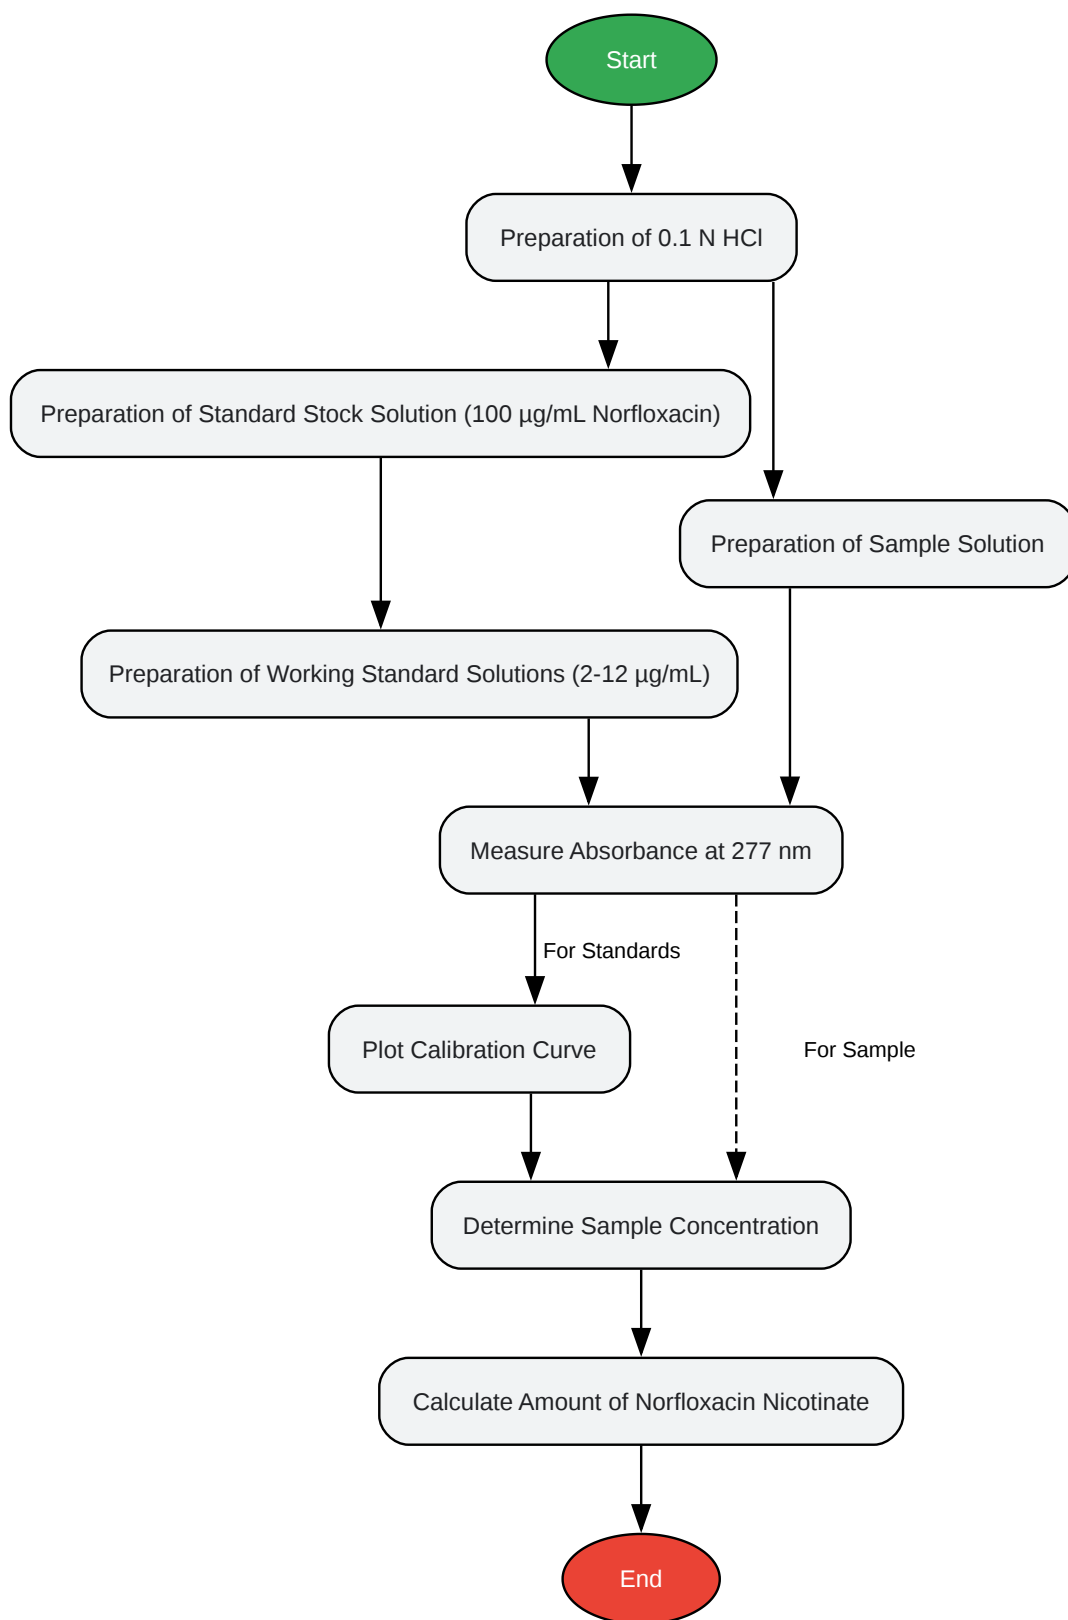 Start
Preparation of 0.1 N HCl
Preparation of Standard Stock Solution (100 µg/mL Norfloxacin)
Preparation of Sample Solution
Preparation of Working Standard Solutions (2-12 µg/mL)
Measure Absorbance at 277 nm
For Standards
Plot Calibration Curve
For Sample
Determine Sample Concentration
Calculate Amount of Norfloxacin Nicotinate
End